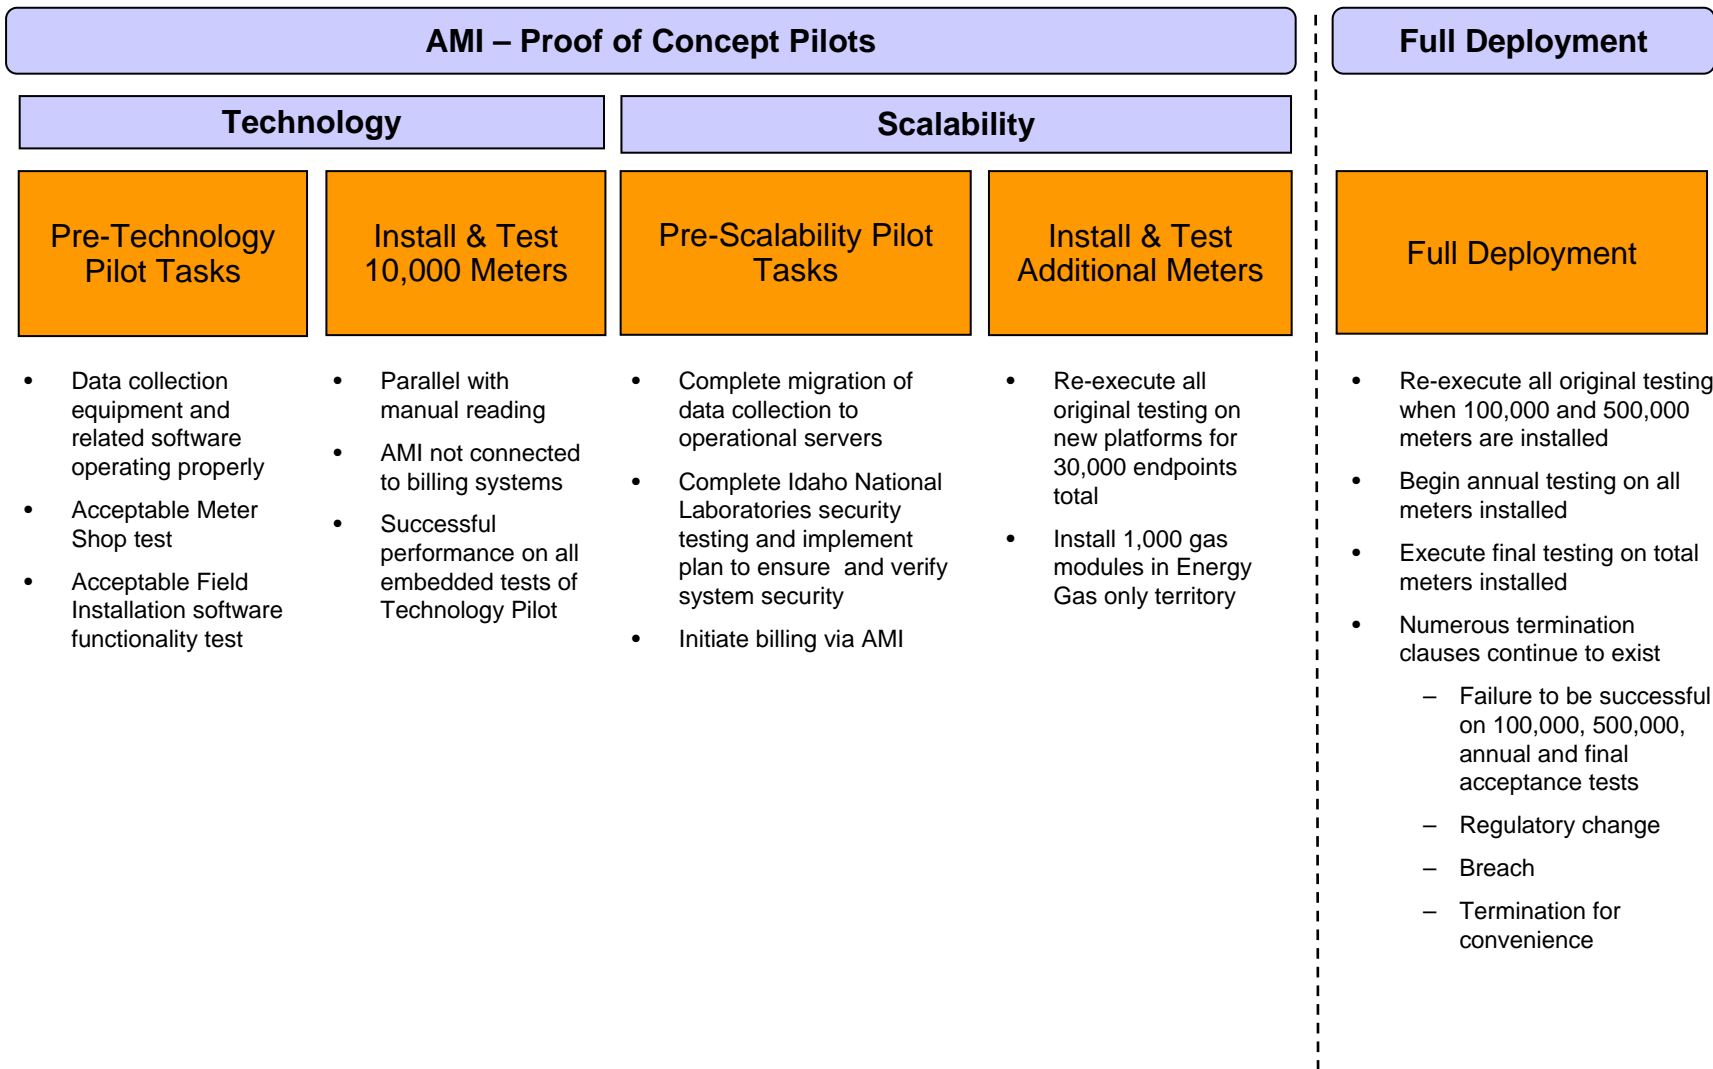 AMI – Proof of Concept Pilots
Full Deployment
Technology
Scalability
Pre-Technology
Pilot Tasks
Install & Test
10,000 Meters
Pre-Scalability Pilot
Tasks
Install & Test
Additional Meters
Full Deployment
• Data collection
equipment and
related software
operating properly
• Acceptable Meter
Shop test
• Acceptable Field
Installation software
functionality test
• Parallel with
manual reading
• AMI not connected
to billing systems
• Successful
performance on all
embedded tests of
Technology Pilot
• Complete migration of
data collection to
operational servers
• Complete Idaho National
Laboratories security
testing and implement
plan to ensure  and verify
system security
• Initiate billing via AMI
• Re-execute all
original testing on
new platforms for
30,000 endpoints
total
• Install 1,000 gas
modules in Energy
Gas only territory
• Re-execute all original testing
when 100,000 and 500,000
meters are installed
• Begin annual testing on all
meters installed
• Execute final testing on total
meters installed
• Numerous termination
clauses continue to exist
– Failure to be successful
on 100,000, 500,000,
annual and final
acceptance tests
– Regulatory change
– Breach
– Termination for
convenience